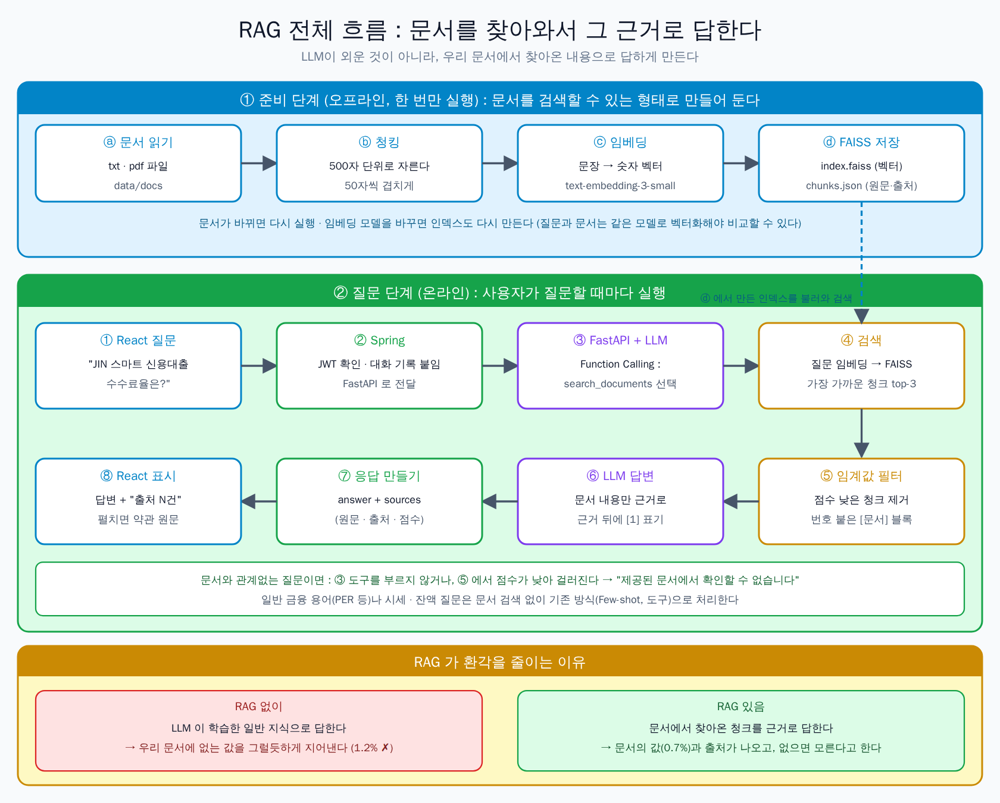 RAG 전체 흐름 : 문서를 찾아와서 그 근거로 답한다
LLM이 외운 것이 아니라, 우리 문서에서 찾아온 내용으로 답하게 만든다
① 준비 단계 (오프라인, 한 번만 실행) : 문서를 검색할 수 있는 형태로 만들어 둔다
ⓐ 문서 읽기
txt · pdf 파일
data/docs
ⓑ 청킹
500자 단위로 자른다
50자씩 겹치게
ⓒ 임베딩
문장 → 숫자 벡터
text-embedding-3-small
ⓓ FAISS 저장
index.faiss (벡터)
chunks.json (원문·출처)
문서가 바뀌면 다시 실행 · 임베딩 모델을 바꾸면 인덱스도 다시 만든다 (질문과 문서는 같은 모델로 벡터화해야 비교할 수 있다)
② 질문 단계 (온라인) : 사용자가 질문할 때마다 실행
ⓓ 에서 만든 인덱스를 불러와 검색
① React 질문
"JIN 스마트 신용대출
수수료율은?"
② Spring
JWT 확인 · 대화 기록 붙임
FastAPI 로 전달
③ FastAPI + LLM
Function Calling :
search_documents 선택
④ 검색
질문 임베딩 → FAISS
가장 가까운 청크 top-3
⑧ React 표시
답변 + "출처 N건"
펼치면 약관 원문
⑦ 응답 만들기
answer + sources
(원문 · 출처 · 점수)
⑥ LLM 답변
문서 내용만 근거로
근거 뒤에 [1] 표기
⑤ 임계값 필터
점수 낮은 청크 제거
번호 붙은 [문서] 블록
문서와 관계없는 질문이면 : ③ 도구를 부르지 않거나, ⑤ 에서 점수가 낮아 걸러진다 → "제공된 문서에서 확인할 수 없습니다"
일반 금융 용어(PER 등)나 시세 · 잔액 질문은 문서 검색 없이 기존 방식(Few-shot, 도구)으로 처리한다
RAG 가 환각을 줄이는 이유
RAG 없이
LLM 이 학습한 일반 지식으로 답한다
→ 우리 문서에 없는 값을 그럴듯하게 지어낸다 (1.2% ✗)
RAG 있음
문서에서 찾아온 청크를 근거로 답한다
→ 문서의 값(0.7%)과 출처가 나오고, 없으면 모른다고 한다